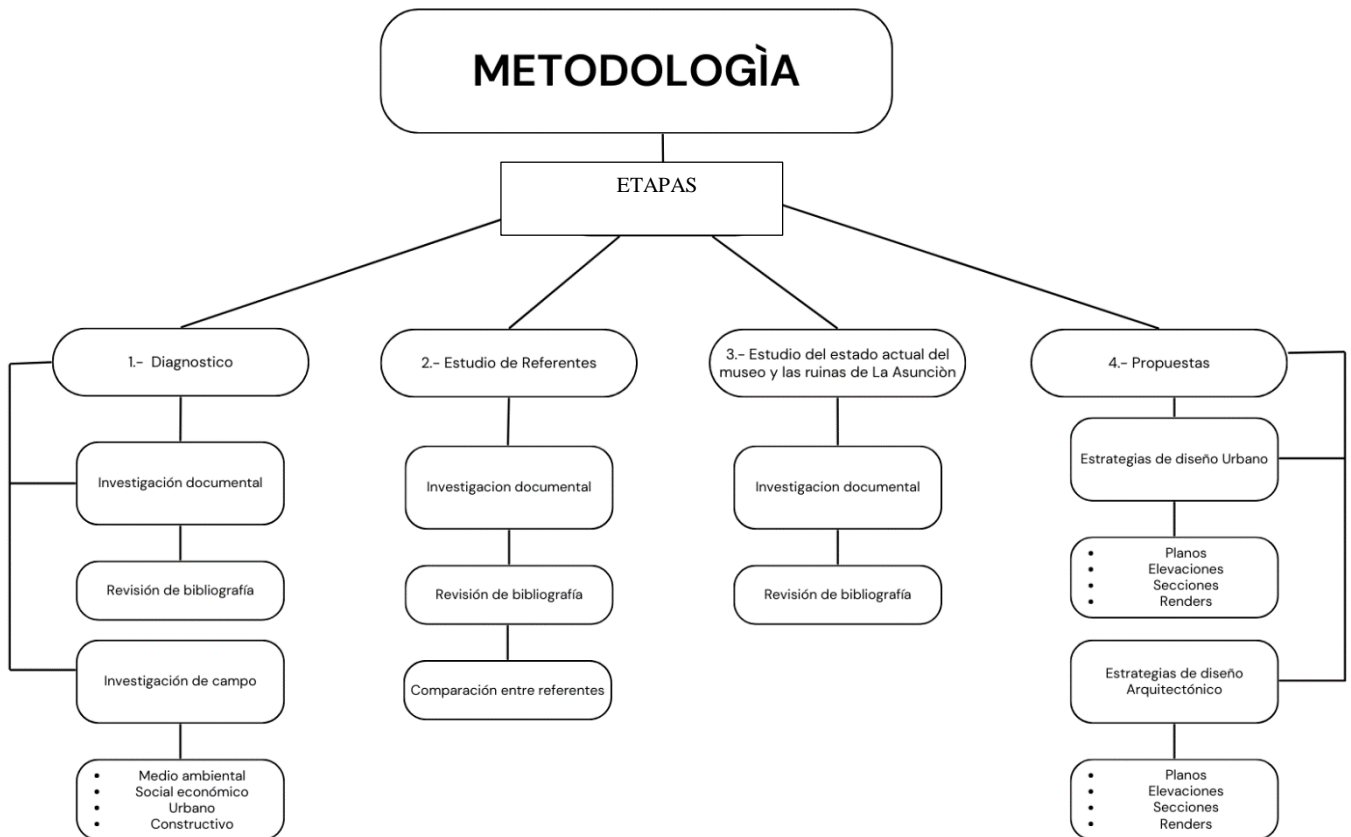 METODOLOGÌA
ETAPAS
1.- Diagnostico
Investigación documental
Revisión de bibliografía
Investigación de campo
• Medio ambiental
• Social económico
• Urbano
• Constructivo
2.- Estudio de Referentes
Investigacion documental
Revisión de bibliografía
Comparación entre referentes
3.- Estudio del estado actual del
museo y las ruinas de La Asunciòn
Investigacion documental
Revisión de bibliografía
4.- Propuestas
Estrategias de diseño Urbano
• Planos
• Elevaciones
• Secciones
• Renders
Estrategias de diseño
Arquitectónico
• Planos
• Elevaciones
• Secciones
• Renders